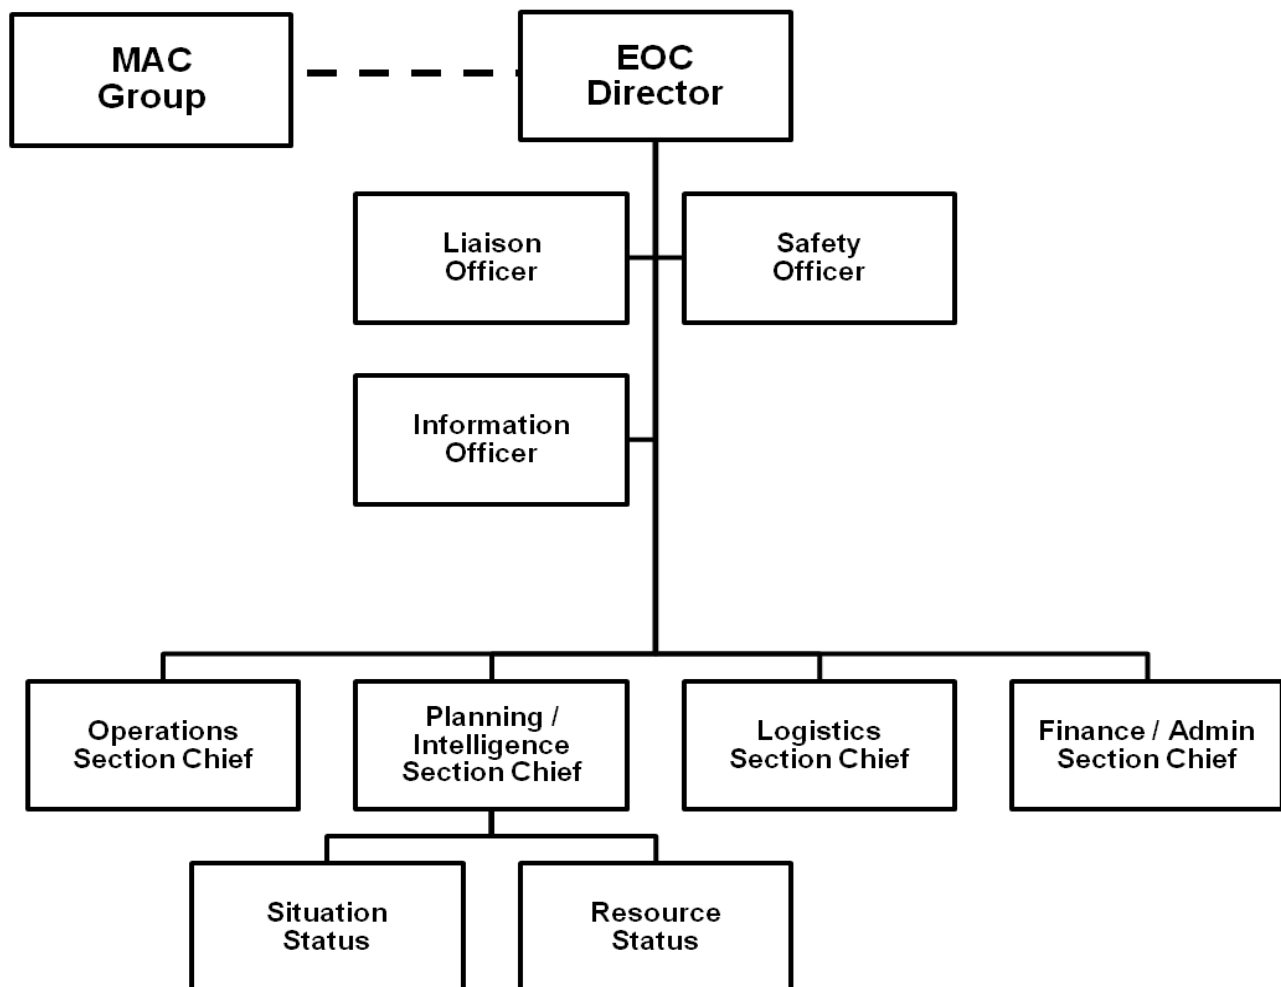 MAC
Group
EOC
Director
Liaison
Officer
Safety
Officer
Information
Officer
Operations
Section Chief
Planning /
Intelligence
Section Chief
Logistics
Section Chief
Finance / Admin
Section Chief
Situation
Status
Resource
Status